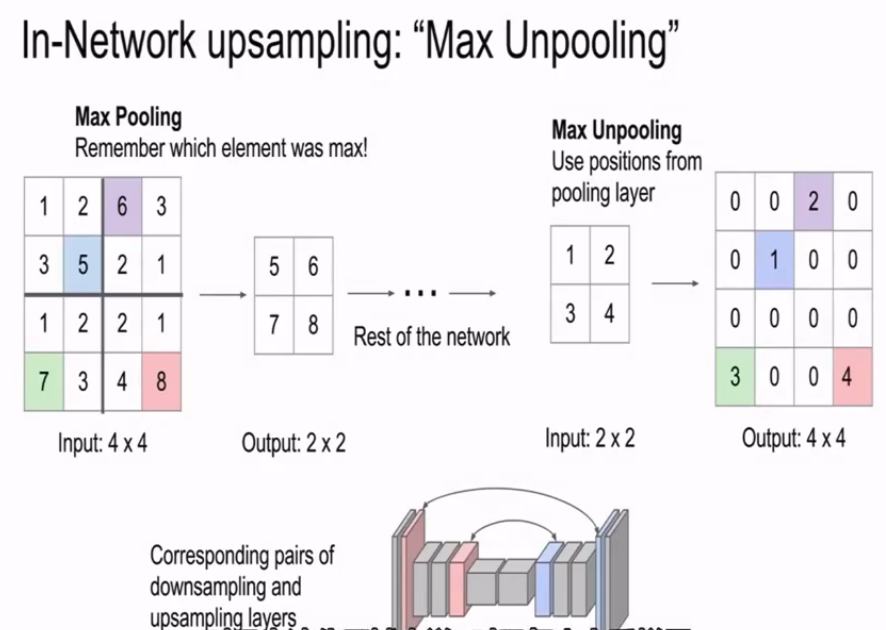 In-Network upsampling: “Max Unpooling”
Max Pooling
Remember which element was max!
1 2 6 3
3 5 2 1
1 2 2 1
7 3 4 8
Input: 4 x 4
5 6
7 8
Output: 2 x 2
...
Rest of the network
Max Unpooling
Use positions from
pooling layer
1 2
3 4
Input: 2 x 2
0 0 2 0
0 1 0 0
0 0 0 0
3 0 0 4
Output: 4 x 4
Corresponding pairs of
downsampling and
upsampling layers